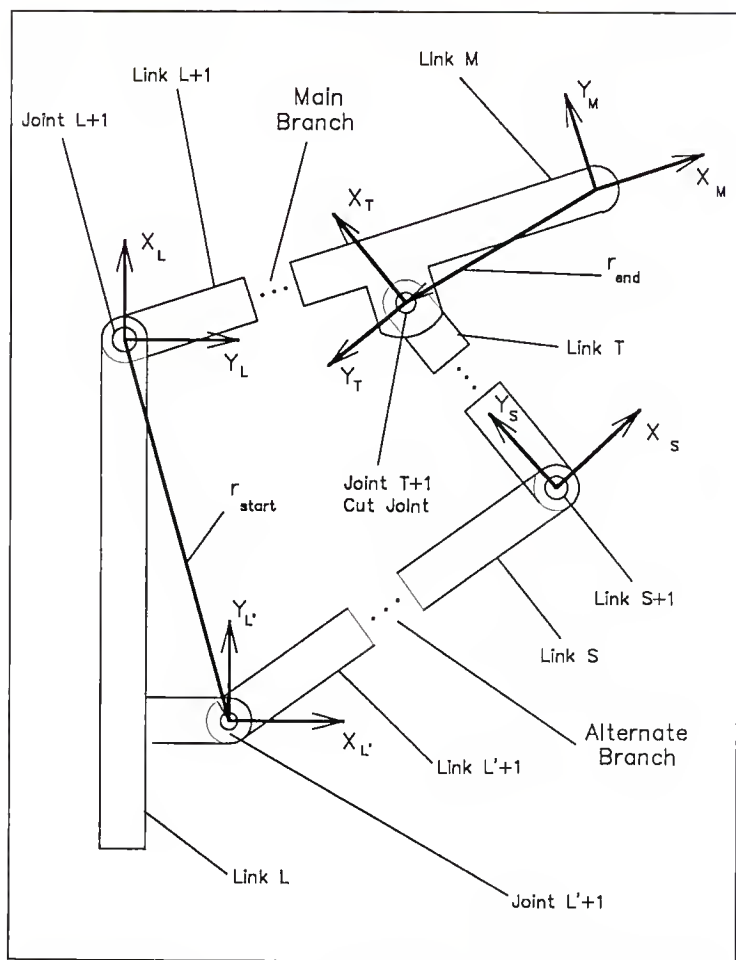 Link L+1
Link M
Joint L+1
Main
Branch
Y_M
X_M
X_T
X_L
r_end
Y_L
Y_T
Link T
Joint T+1
Cut Joint
Y_S
X_S
r_start
Link S+1
Link S
Y_L'
X_L'
Alternate
Branch
Link L'+1
Link L
Joint L'+1